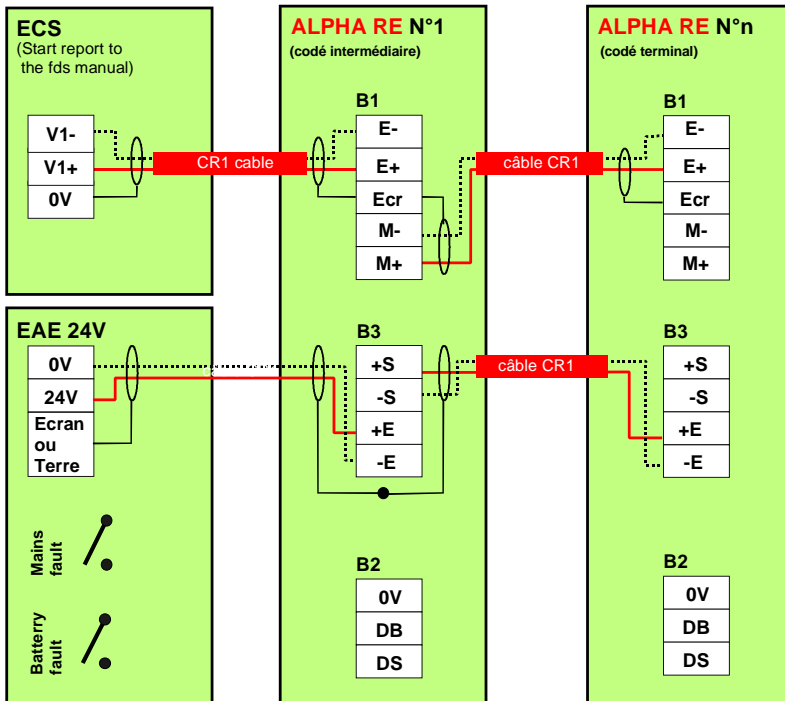 ECS
(Start report to
the fds manual)
V1-
V1+
0V
CR1 cable
ALPHA RE N°1
(codé intermédiaire)
B1
E-
E+
Ecr
M-
M+
câble CR1
ALPHA RE N°n
(codé terminal)
B1
E-
E+
Ecr
M-
M+
EAE 24V
0V
24V
Ecran
ou
Terre
Mains
fault
Batterry
fault
B3
+S
-S
+E
-E
câble CR1
B3
+S
-S
+E
-E
B2
0V
DB
DS
B2
0V
DB
DS